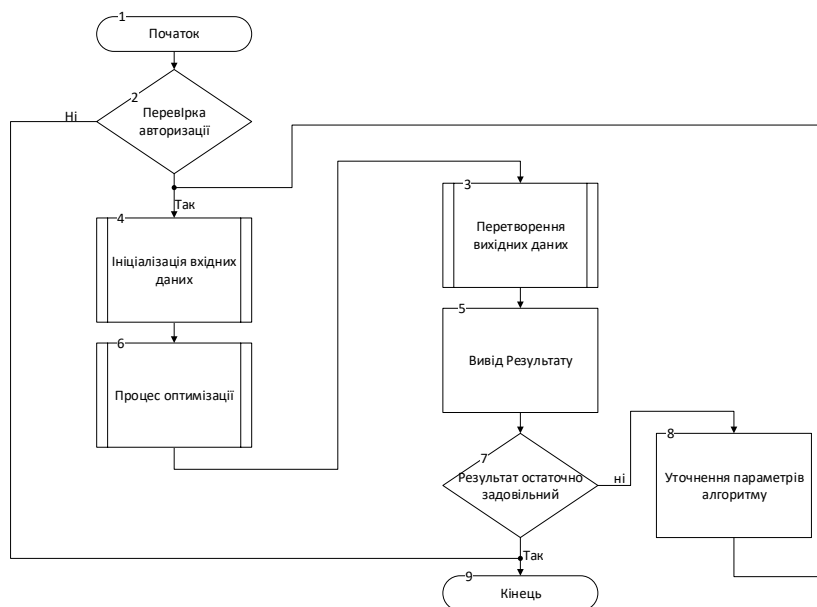 1
Початок
2
Перевірка
авторизації
Ні
Так
4
Ініціалізація вхідних
даних
6
Процес оптимізації
3
Перетворення
вихідних даних
5
Вивід Результату
7
Результат остаточно
задовільний
ні
8
Уточнення параметрів
алгоритму
Так
9
Кінець